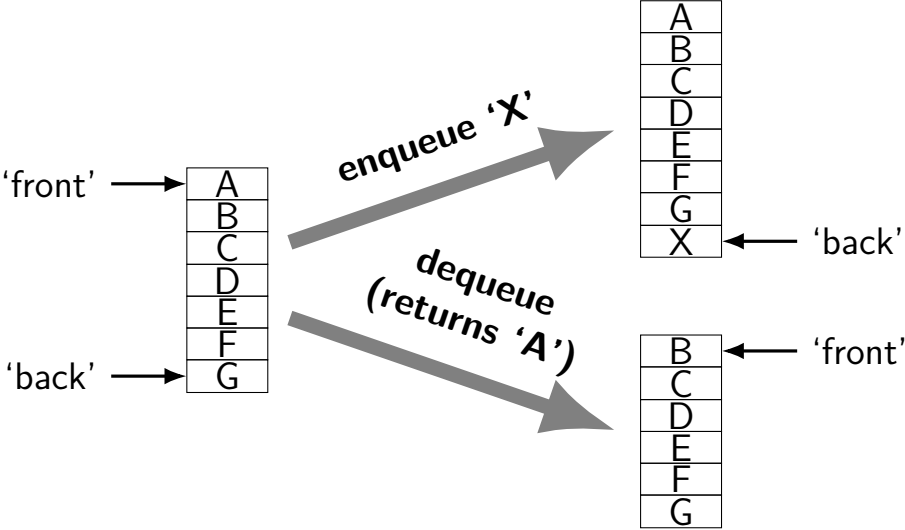 ‘front’
A
B
C
D
E
F
G
‘back’
enqueue ‘X’
dequeue
(returns ‘A’)
A
B
C
D
E
F
G
X
‘back’
B
‘front’
C
D
E
F
G